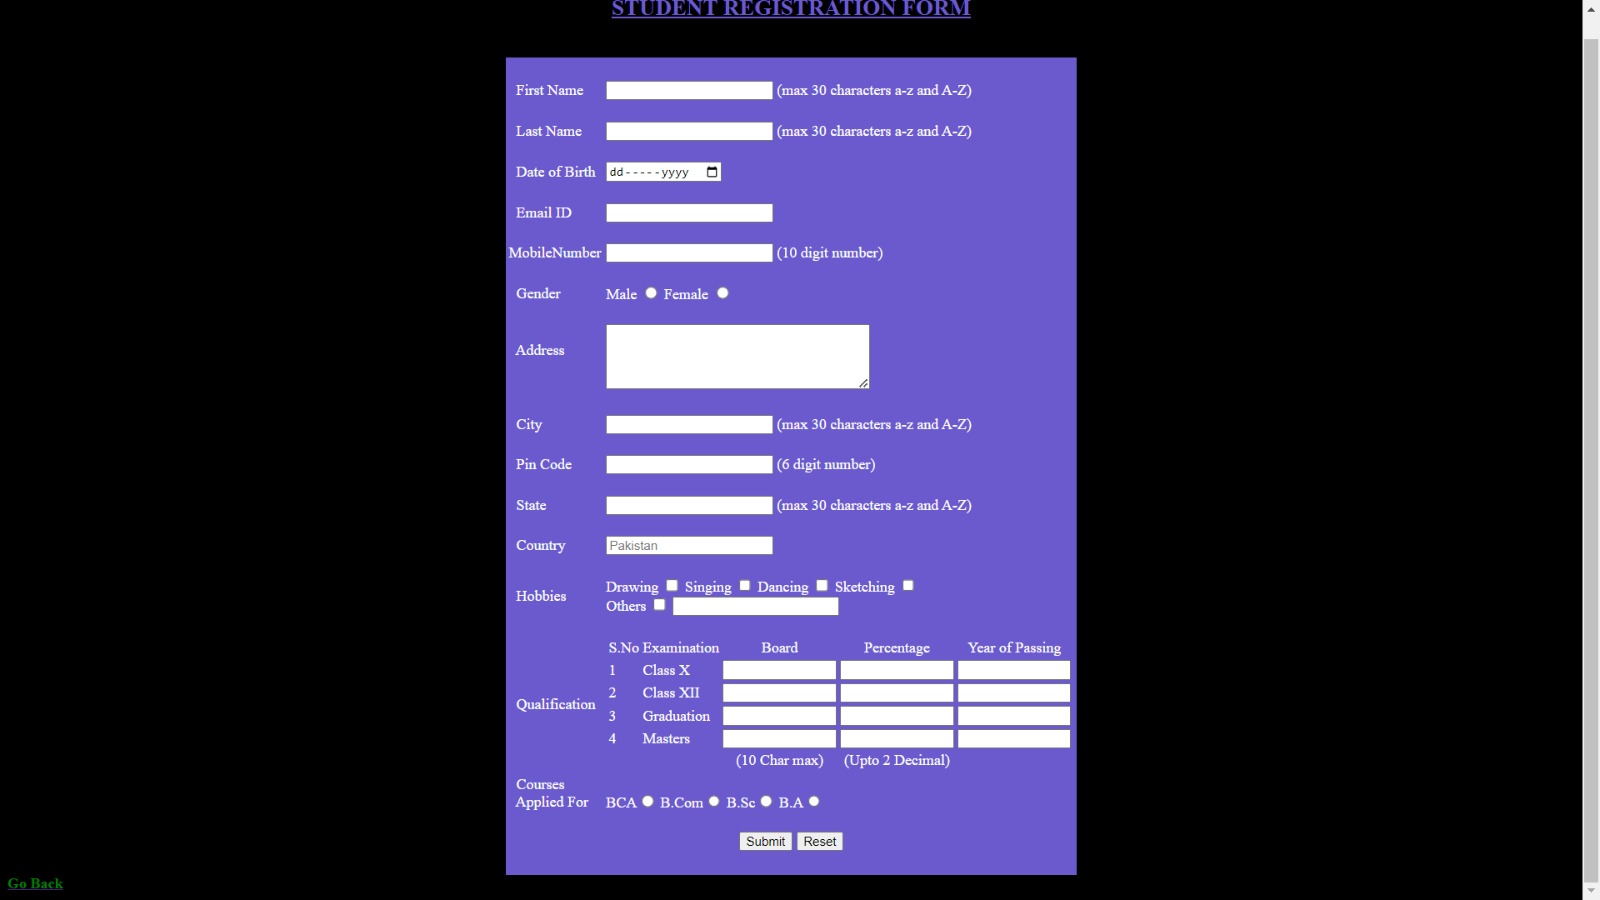 STUDENT REGISTRATION FORM
First Name (max 30 characters a-z and A-Z)
Last Name (max 30 characters a-z and A-Z)
Date of Birth dd-----yyyy
Email ID
MobileNumber (10 digit number)
Gender Male Female
Address
City (max 30 characters a-z and A-Z)
Pin Code (6 digit number)
State (max 30 characters a-z and A-Z)
Country Pakistan
Hobbies Drawing Singing Dancing Sketching
Others
S.No Examination Board Percentage Year of Passing
1 Class X
2 Class XII
Qualification
3 Graduation
4 Masters
(10 Char max) (Upto 2 Decimal)
Courses
Applied For BCA B.Com B.Sc B.A
Submit Reset
Go Back